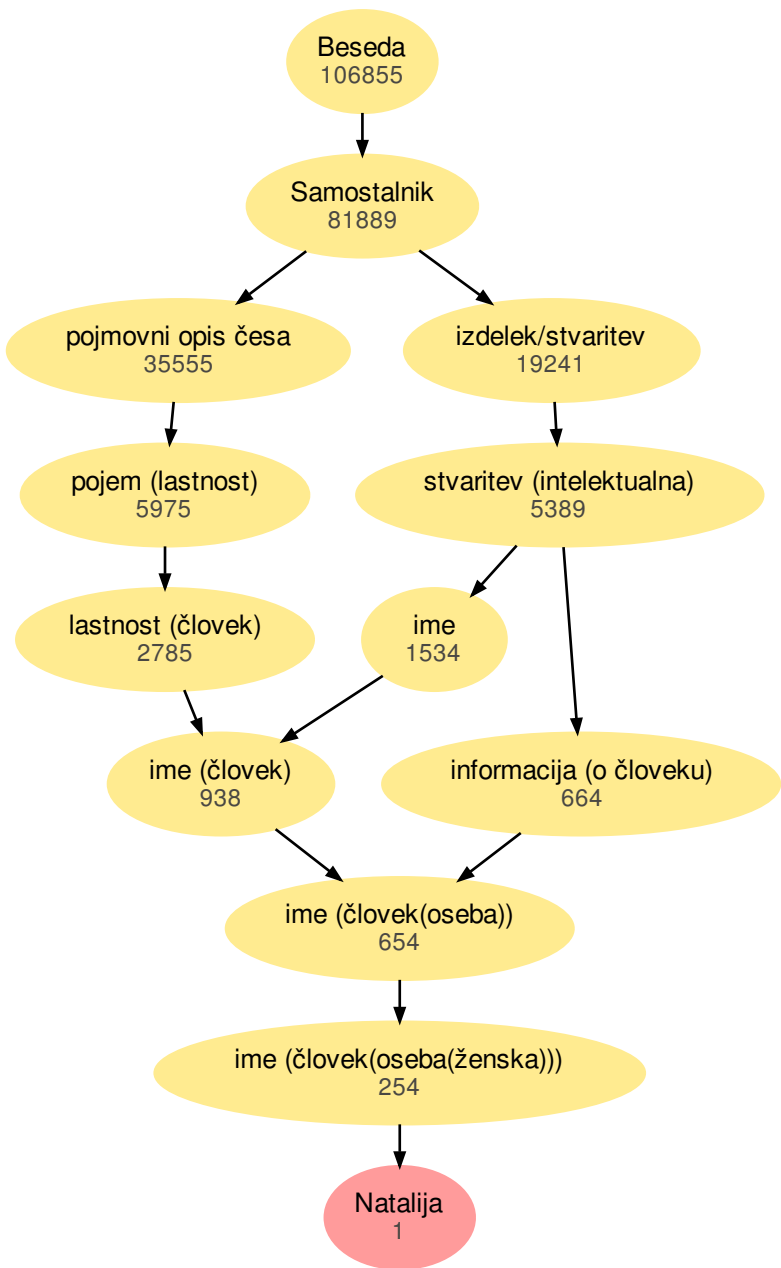 Beseda
106855
Samostalnik
81889
pojmovni opis česa
35555
izdelek/stvaritev
19241
pojem (lastnost)
5975
stvaritev (intelektualna)
5389
lastnost (človek)
2785
ime
1534
ime (človek)
938
informacija (o človeku)
664
ime (človek(oseba))
654
ime (človek(oseba(ženska)))
254
Natalija
1